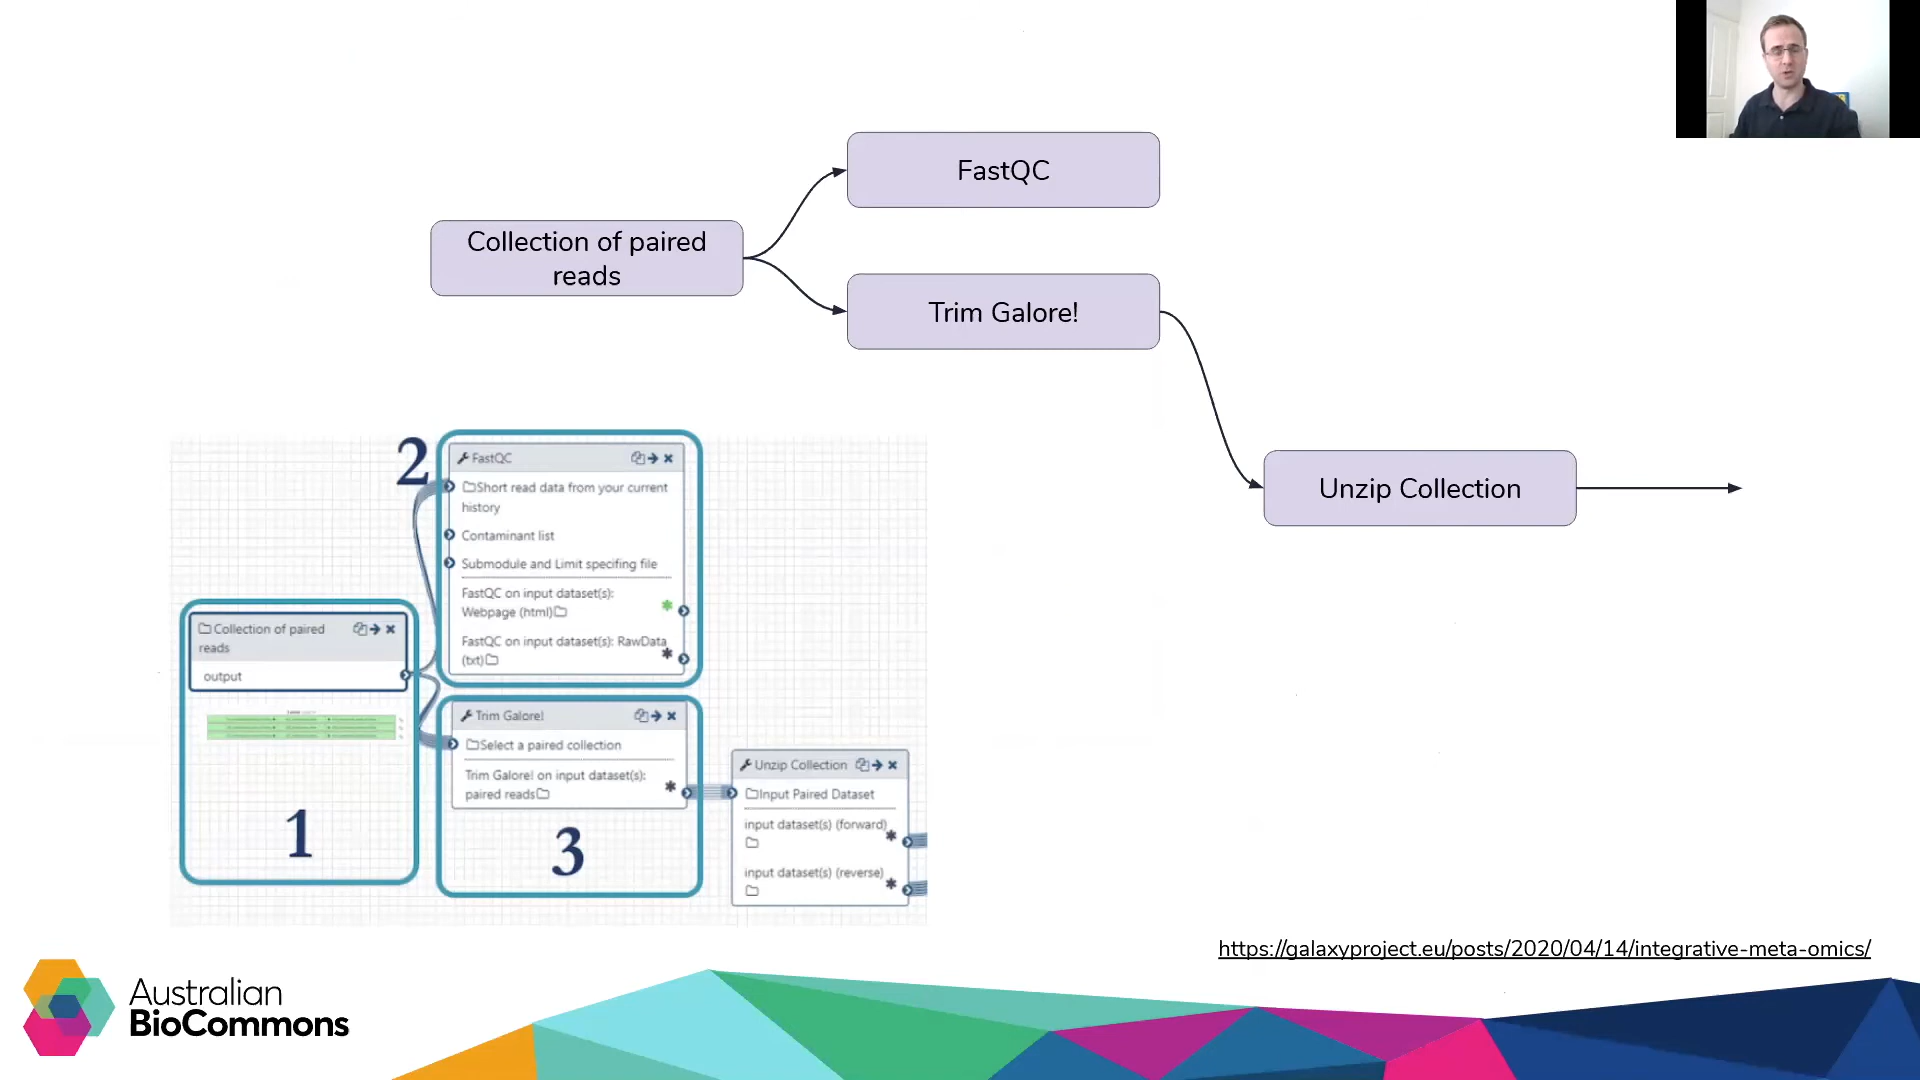 FastQC
Collection of paired
reads
Trim Galore!
Unzip Collection
2
FastQC
Short read data from your current
history
Contaminant list
Submodule and Limit specifing file
FastQC on input dataset(s):
Webpage (html)
FastQC on input dataset(s): RawData
(txt)
Collection of paired
reads
output
1
Trim Galore!
Select a paired collection
Trim Galore! on input dataset(s):
paired reads
3
Unzip Collection
Input Paired Dataset
input dataset(s) (forward)
input dataset(s) (reverse)
https://galaxyproject.eu/posts/2020/04/14/integrative-meta-omics/
Australian
BioCommons